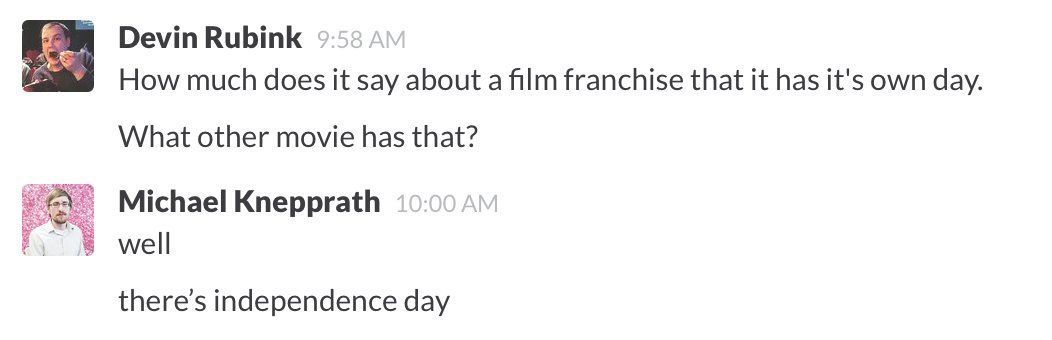 Devin Rubink 9:58 AM
How much does it say about a film franchise that it has it's own day.
What other movie has that?
Michael Knepprath 10:00 AM
well
there’s independence day